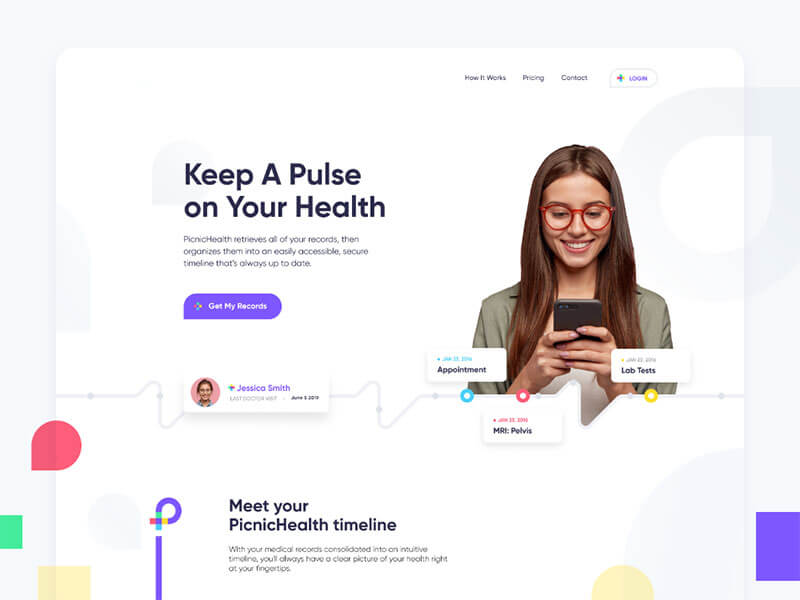 How It Works
Pricing
Contact
LOGIN
Keep A Pulse
on Your Health
PicnicHealth retrieves all of your records, then
organizes them into an easily accessible, secure
timeline that's always up to date.
Get My Records
JAN 23, 2016
Appointment
JAN 23, 2016
Lab Tests
Jessica Smith
LAST DOCTOR VISIT
June 5 2019
JAN 23, 2016
MRI: Pelvis
Meet your
PicnicHealth timeline
With your medical records consolidated into an intuitive
timeline, you'll always have a clear picture of your health right
at your fingertips.